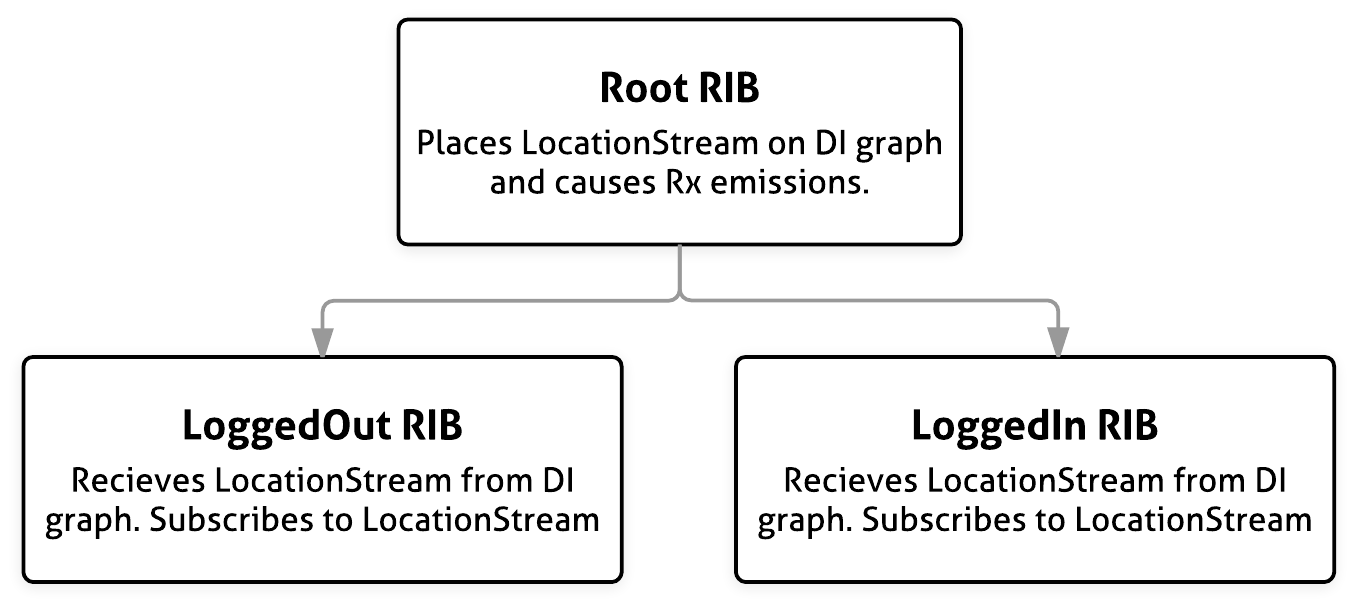 Root RIB
Places LocationStream on DI graph
and causes Rx emissions.
LoggedOut RIB
Recieves LocationStream from DI
graph. Subscribes to LocationStream
LoggedIn RIB
Recieves LocationStream from DI
graph. Subscribes to LocationStream